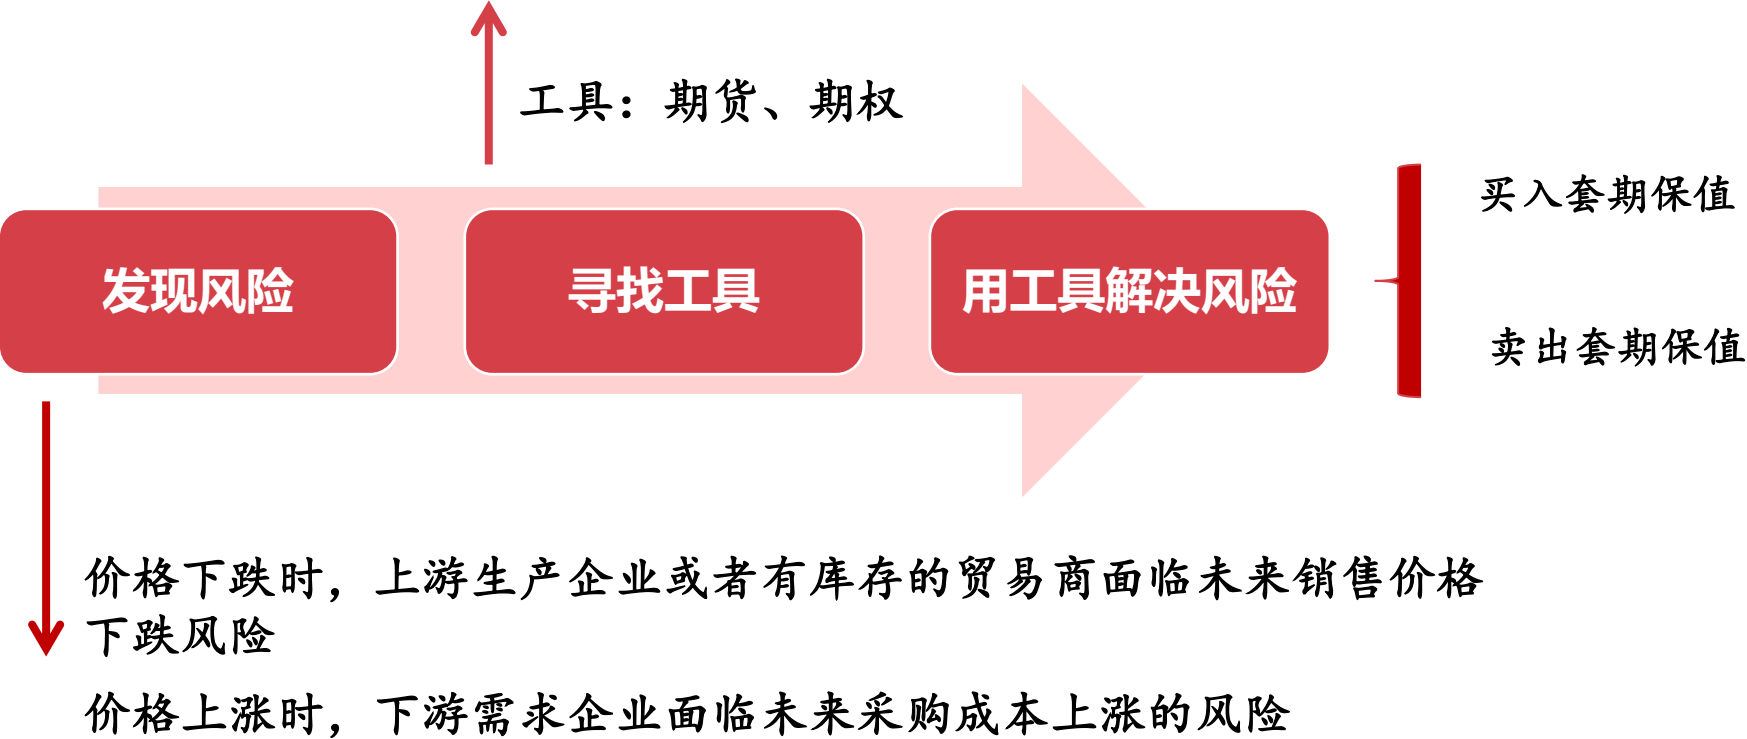 工具：期货、期权
买入套期保值
发现风险
寻找工具
用工具解决风险
卖出套期保值
价格下跌时，上游生产企业或者有库存的贸易商面临未来销售价格
下跌风险
价格上涨时，下游需求企业面临未来采购成本上涨的风险